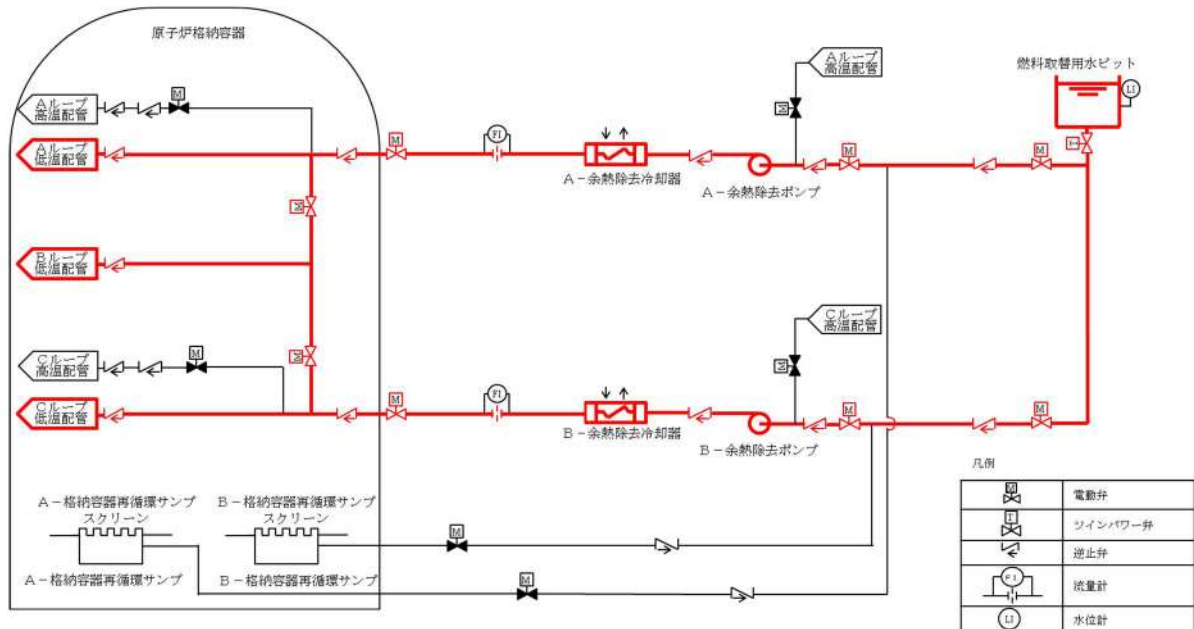 原子炉格納容器
Aループ
高温配管
燃料取替用水ピット
LI
M
Aループ
高温配管
M
Aループ
低温配管
M
FI
M
M
A-余熱除去冷却器
A-余熱除去ポンプ
M
T
M
Bループ
低温配管
Cループ
高温配管
M
Cループ
高温配管
M
M
Cループ
低温配管
M
FI
M
M
B-余熱除去冷却器
B-余熱除去ポンプ
A-格納容器再循環サンプ
スクリーン
B-格納容器再循環サンプ
スクリーン
A-格納容器再循環サンプ
B-格納容器再循環サンプ
M
M
凡例
M
電動弁
T
ツインパワー弁
逆止弁
FI
流量計
LI
水位計